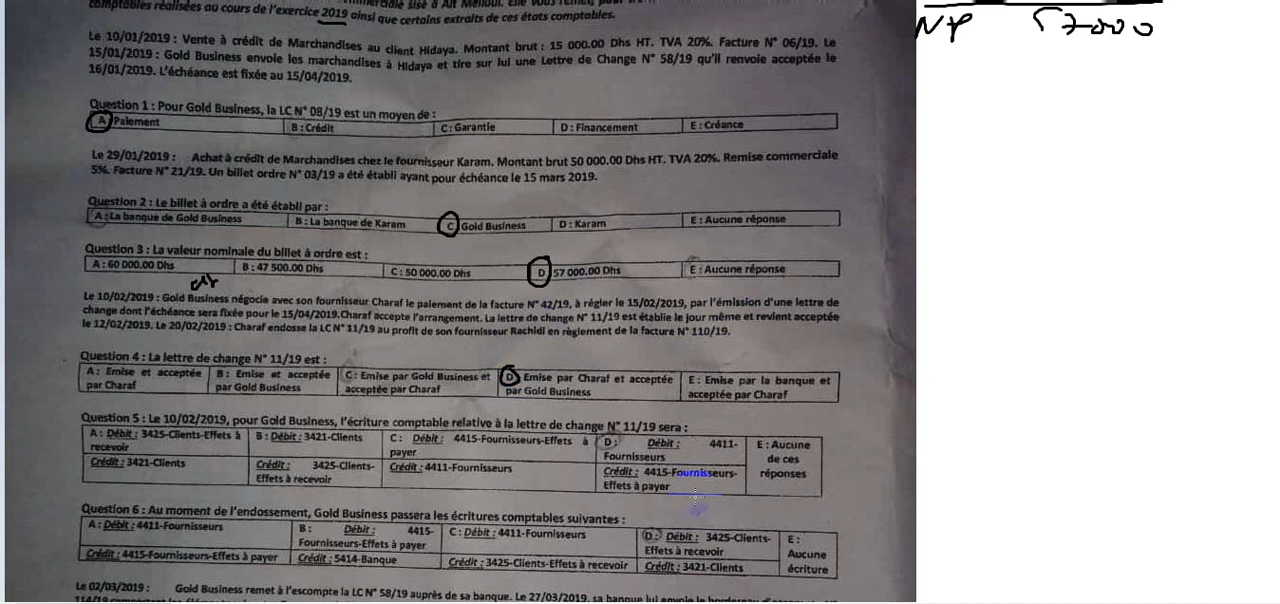 comptables réalisées au cours de l'exercice 2019 ainsi que certains extraits de ces états comptables.
NP 57000
Le 10/01/2019 : Vente à crédit de Marchandises au client Hidaya. Montant brut : 15 000.00 Dhs HT. TVA 20%. Facture N° 06/19. Le
15/01/2019 : Gold Business envoie les marchandises à Hidaya et tire sur lui une Lettre de Change N° 58/19 qu'il renvoie acceptée le
16/01/2019. L'échéance est fixée au 15/04/2019.
Question 1 : Pour Gold Business, la LC N° 08/19 est un moyen de :
A Paiement B : Crédit C : Garantie D : Financement E : Créance
Le 29/01/2019 : Achat à crédit de Marchandises chez le fournisseur Karam. Montant brut 50 000.00 Dhs HT. TVA 20%. Remise commerciale
5%. Facture N° 21/19. Un billet ordre N° 03/19 a été établi ayant pour échéance le 15 mars 2019.
Question 2 : Le billet à ordre a été établi par :
A : La banque de Gold Business B : La banque de Karam C Gold Business D : Karam E : Aucune réponse
Question 3 : La valeur nominale du billet à ordre est :
A : 60 000.00 Dhs B : 47 500.00 Dhs C : 50 000.00 Dhs D 57 000.00 Dhs E : Aucune réponse
Le 10/02/2019 : Gold Business négocie avec son fournisseur Charaf le paiement de la facture N° 42/19, à régler le 15/02/2019, par l'émission d'une lettre de
change dont l'échéance sera fixée pour le 15/04/2019.Charaf accepte l'arrangement. La lettre de change N° 11/19 est établie le jour même et revient acceptée
le 12/02/2019. Le 20/02/2019 : Charaf endosse la LC N° 11/19 au profit de son fournisseur Rachidi en règlement de la facture N° 110/19.
Question 4 : La lettre de change N° 11/19 est :
A : Emise et acceptée B : Emise et acceptée C : Emise par Gold Business et D Emise par Charaf et acceptée E : Emise par la banque et
par Charaf par Gold Business acceptée par Charaf par Gold Business acceptée par Charaf
Question 5 : Le 10/02/2019, pour Gold Business, l'écriture comptable relative à la lettre de change N° 11/19 sera :
A : Débit : 3425-Clients-Effets à B : Débit : 3421-Clients C : Débit : 4415-Fournisseurs-Effets à D : Débit : 4411- E : Aucune
recevoir payer Fournisseurs de ces
Crédit : 3421-Clients Crédit : 3425-Clients- Crédit : 4411-Fournisseurs Crédit : 4415-Fournisseurs- réponses
Effets à recevoir Effets à payer
Question 6 : Au moment de l'endossement, Gold Business passera les écritures comptables suivantes :
A : Débit : 4411-Fournisseurs B : Débit : 4415- C : Débit : 4411-Fournisseurs D : Débit : 3425-Clients- E :
Fournisseurs-Effets à payer Effets à recevoir Aucune
Crédit : 4415-Fournisseurs-Effets à payer Crédit : 5414-Banque Crédit : 3425-Clients-Effets à recevoir Crédit : 3421-Clients écriture
Le 02/03/2019 : Gold Business remet à l'escompte la LC N° 58/19 auprès de sa banque. Le 27/03/2019, sa banque lui envoie le bordereau